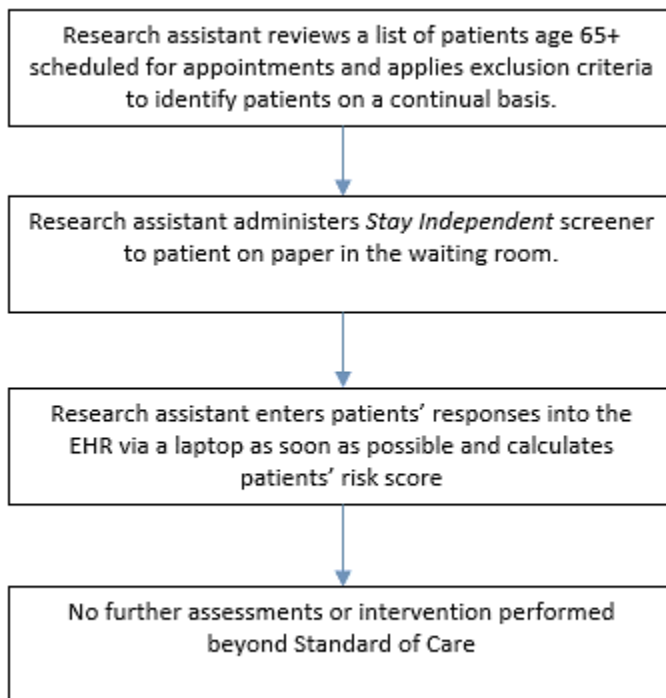 Research assistant reviews a list of patients age 65+
scheduled for appointments and applies exclusion criteria
to identify patients on a continual basis.
Research assistant administers Stay Independent screener
to patient on paper in the waiting room.
Research assistant enters patients’ responses into the
EHR via a laptop as soon as possible and calculates
patients’ risk score
No further assessments or intervention performed
beyond Standard of Care